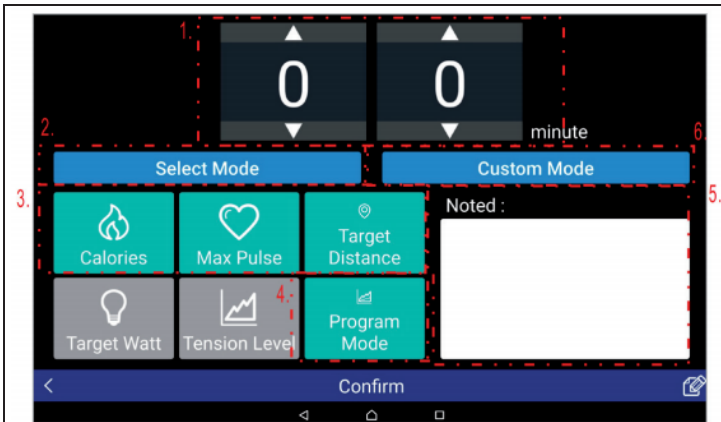 1.
0 0
minute
2.
6.
Select Mode
Custom Mode
3.
5.
Calories
Max Pulse
Target
Distance
Noted :
4.
Target Watt
Tension Level
Program
Mode
Confirm